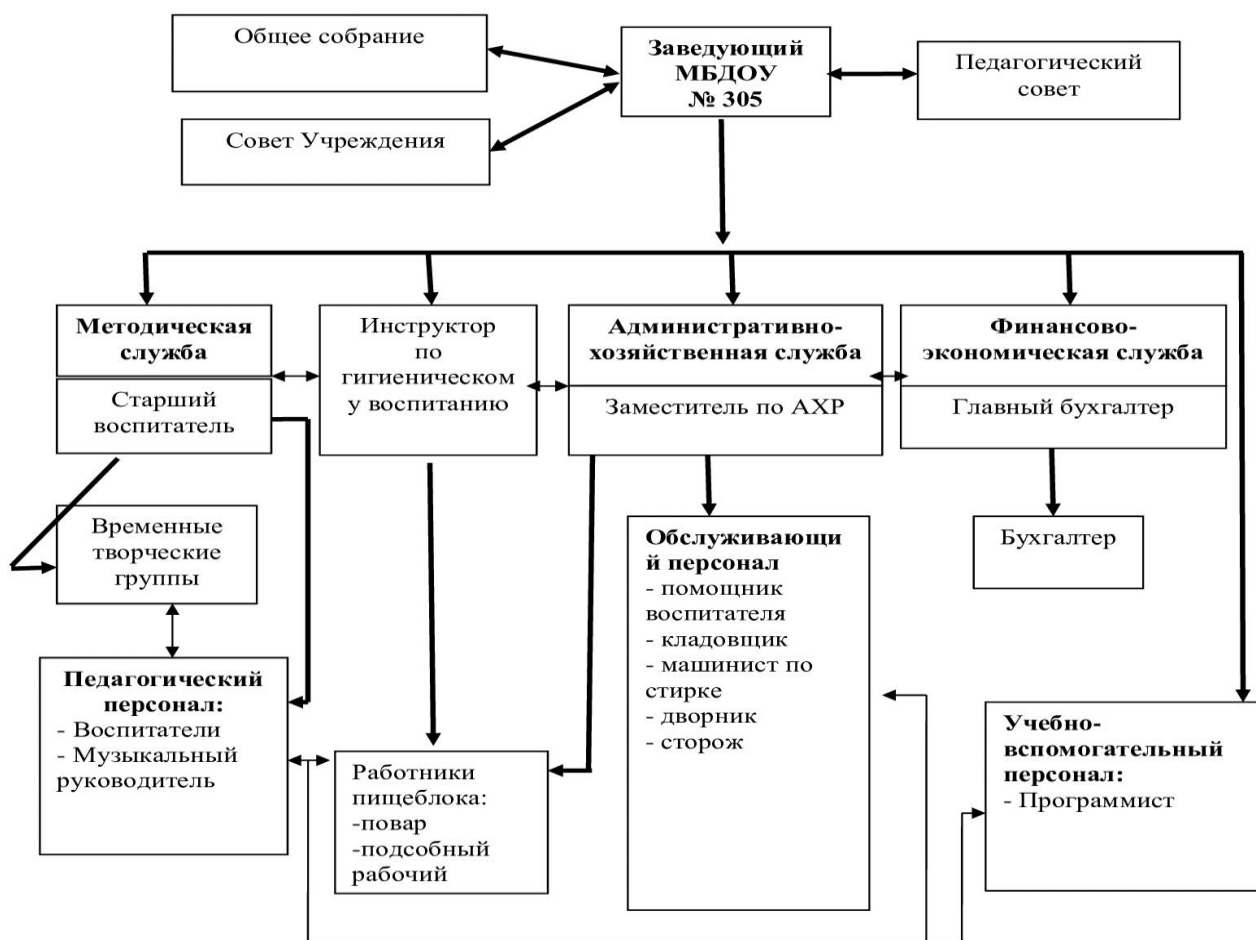 Общее собрание
Заведующий
МБДОУ
№ 305
Педагогический
совет
Совет Учреждения
Методическая
служба
Старший
воспитатель
Инструктор
по
гигиеническом
у воспитанию
Административно-
хозяйственная служба
Заместитель по АХР
Финансово-
экономическая служба
Главный бухгалтер
Временные
творческие
группы
Обслуживающи
й персонал
- помощник
воспитателя
- кладовщик
- машинист по
стирке
- дворник
- сторож
Бухгалтер
Педагогический
персонал:
- Воспитатели
- Музыкальный
руководитель
Работники
пищеблока:
-повар
-подсобный
рабочий
Учебно-
вспомогательный
персонал:
- Программист